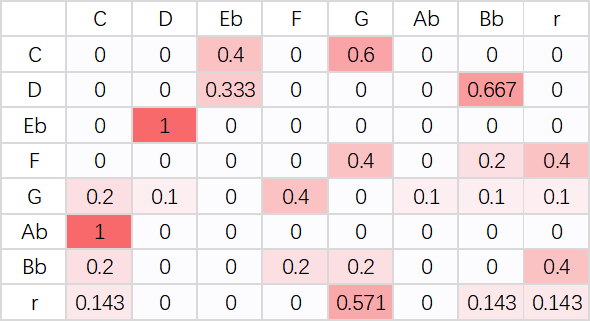 C D Eb F G Ab Bb r
C 0 0 0.4 0 0.6 0 0 0
D 0 0 0.333 0 0 0 0.667 0
Eb 0 1 0 0 0 0 0 0
F 0 0 0 0 0.4 0 0.2 0.4
G 0.2 0.1 0 0.4 0 0.1 0.1 0.1
Ab 1 0 0 0 0 0 0 0
Bb 0.2 0 0 0.2 0.2 0 0 0.4
r 0.143 0 0 0 0.571 0 0.143 0.143